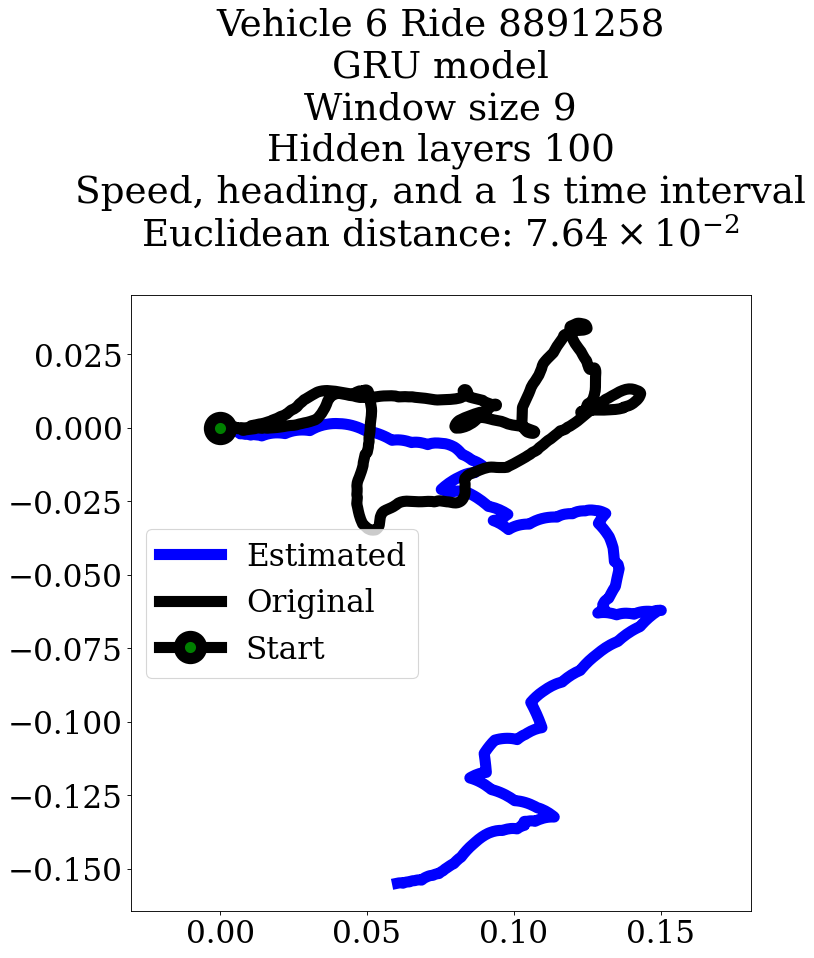 Vehicle 6 Ride 8891258
GRU model
Window size 9
Hidden layers 100
Speed, heading, and a 1s time interval
Euclidean distance: 7.64 × 10⁻²
0.025
0.000
−0.025
−0.050
−0.075
−0.100
−0.125
−0.150
Estimated
Original
Start
0.00 0.05 0.10 0.15